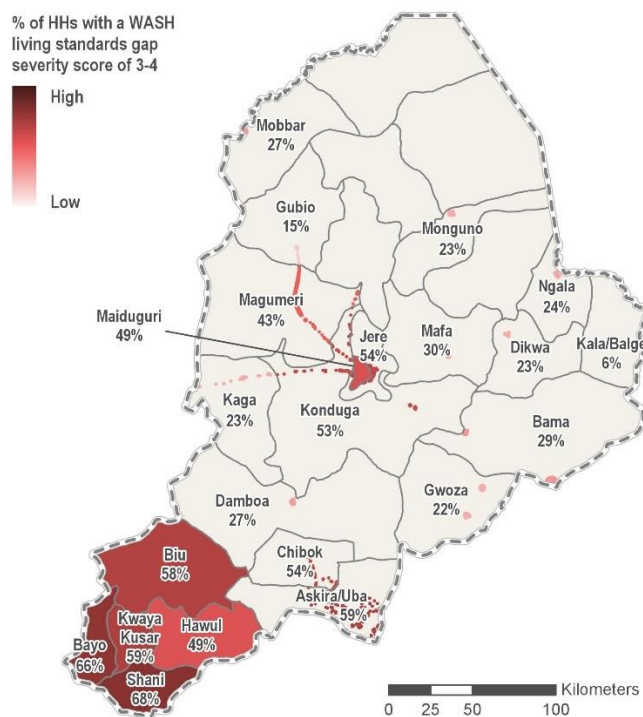 % of HHs with a WASH
living standards gap
severity score of 3-4
High
Low
Mobbar
27%
Gubio
15%
Monguno
23%
Ngala
24%
Magumeri
43%
Maiduguri
49%
Jere
54%
Mafa
30%
Dikwa
23%
Kala/Balge
6%
Kaga
23%
Konduga
53%
Bama
29%
Gwoza
22%
Damboa
27%
Chibok
54%
Askira/Uba
59%
Biu
58%
Kwaya
Kusar
59%
Hawul
49%
Bayo
66%
Shani
68%
Kilometers
0 25 50 100